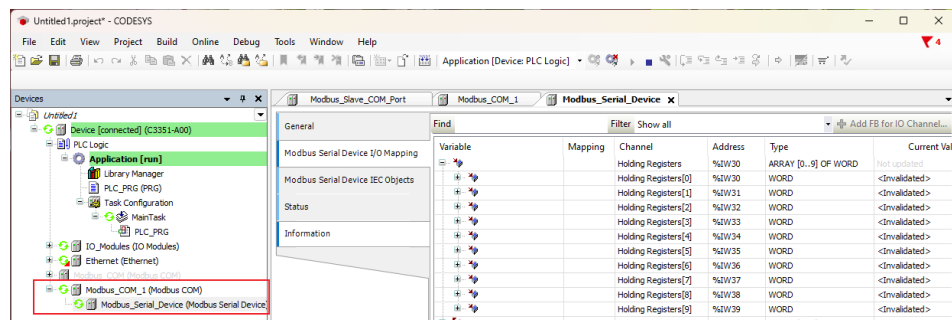 Untitled1.project* - CODESYS
File Edit View Project Build Online Debug Tools Window Help
4
Application [Device: PLC Logic]
Devices
Untitled1
Device [connected] (C3351-A00)
PLC Logic
Application [run]
Library Manager
PLC_PRG (PRG)
Task Configuration
MainTask
PLC_PRG
IO_Modules (IO Modules)
Ethernet (Ethernet)
Modbus_COM (Modbus COM)
Modbus_COM_1 (Modbus COM)
Modbus_Serial_Device (Modbus Serial Device)
Modbus_Slave_COM_Port Modbus_COM_1 Modbus_Serial_Device
General
Modbus Serial Device I/O Mapping
Modbus Serial Device IEC Objects
Status
Information
Find Filter Show all Add FB for IO Channel...
Variable Mapping Channel Address Type Current Val
Holding Registers %IW30 ARRAY [0..9] OF WORD Not updated
Holding Registers[0] %IW30 WORD <Invalidated>
Holding Registers[1] %IW31 WORD <Invalidated>
Holding Registers[2] %IW32 WORD <Invalidated>
Holding Registers[3] %IW33 WORD <Invalidated>
Holding Registers[4] %IW34 WORD <Invalidated>
Holding Registers[5] %IW35 WORD <Invalidated>
Holding Registers[6] %IW36 WORD <Invalidated>
Holding Registers[7] %IW37 WORD <Invalidated>
Holding Registers[8] %IW38 WORD <Invalidated>
Holding Registers[9] %IW39 WORD <Invalidated>